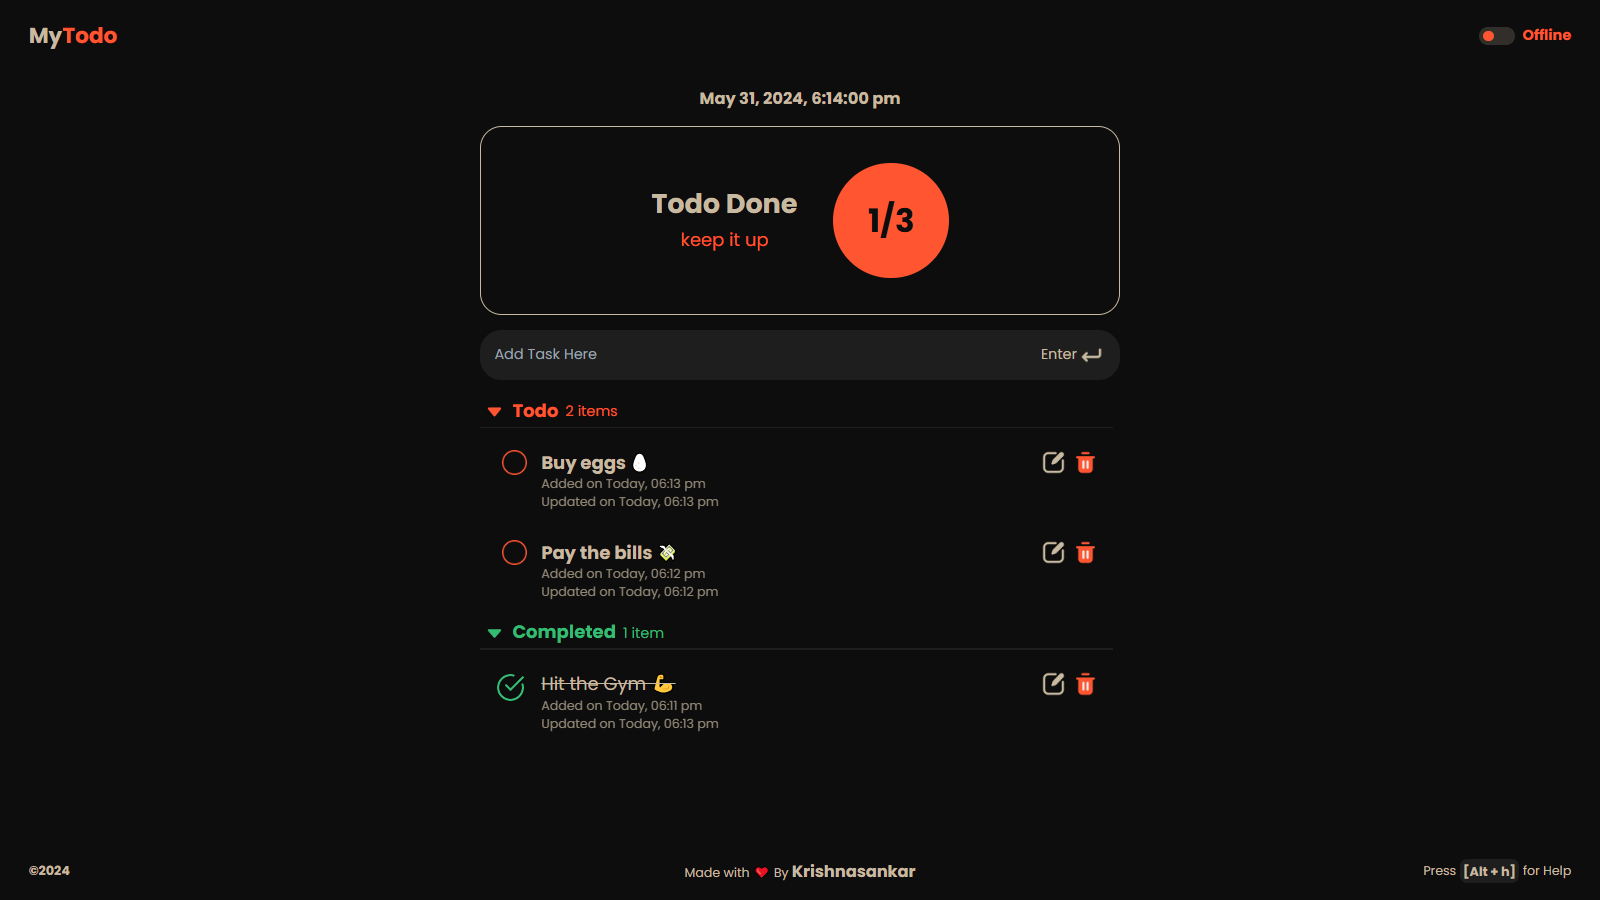 MyTodo
Offline
May 31, 2024, 6:14:00 pm
Todo Done
keep it up
1/3
Add Task Here
Enter
Todo 2 items
Buy eggs 🥚
Added on Today, 06:13 pm
Updated on Today, 06:13 pm
Pay the bills 💸
Added on Today, 06:12 pm
Updated on Today, 06:12 pm
Completed 1 item
Hit the Gym 💪
Added on Today, 06:11 pm
Updated on Today, 06:13 pm
©2024
Made with ❤️ By Krishnasankar
Press [Alt + h] for Help